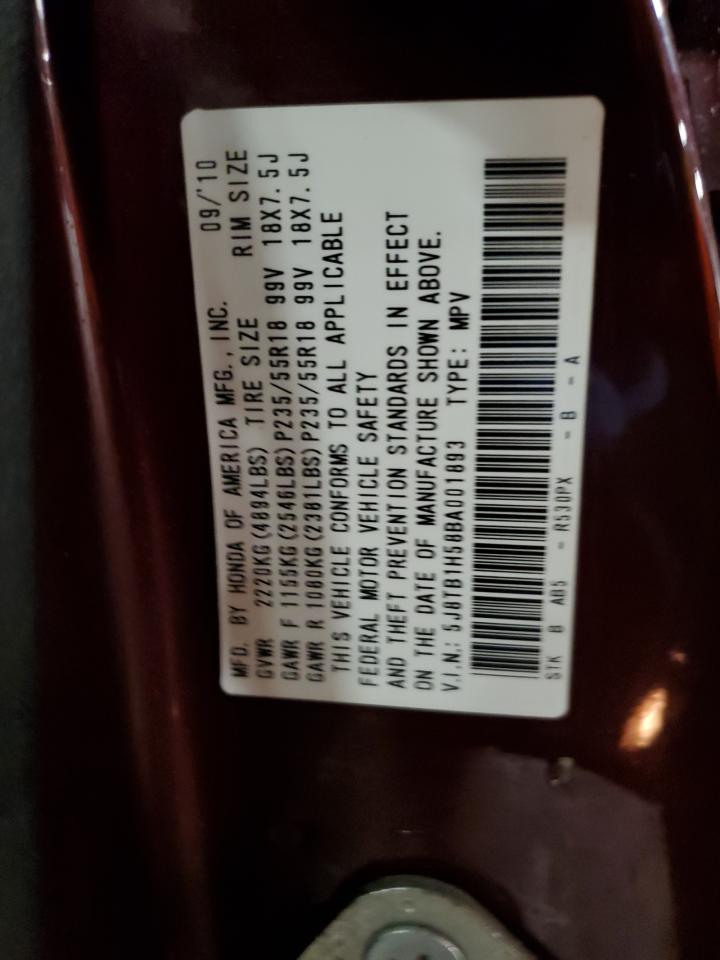 MFD. BY HONDA OF AMERICA MFG., INC. 09/'10
GVWR 2220KG(4894LBS) TIRE SIZE RIM SIZE
GAWR F 1155KG(2546LBS)P235/55R18 99V 18X7.5J
GAWR R 1080KG(2381LBS)P235/55R18 99V 18X7.5J
THIS VEHICLE CONFORMS TO ALL APPLICABLE
FEDERAL MOTOR VEHICLE SAFETY
AND THEFT PREVENTION STANDARDS IN EFFECT
ON THE DATE OF MANUFACTURE SHOWN ABOVE.
V.I.N.: 5J8TB1H58BA001893 TYPE: MPV
STK B AB5 - R530PX - B - A